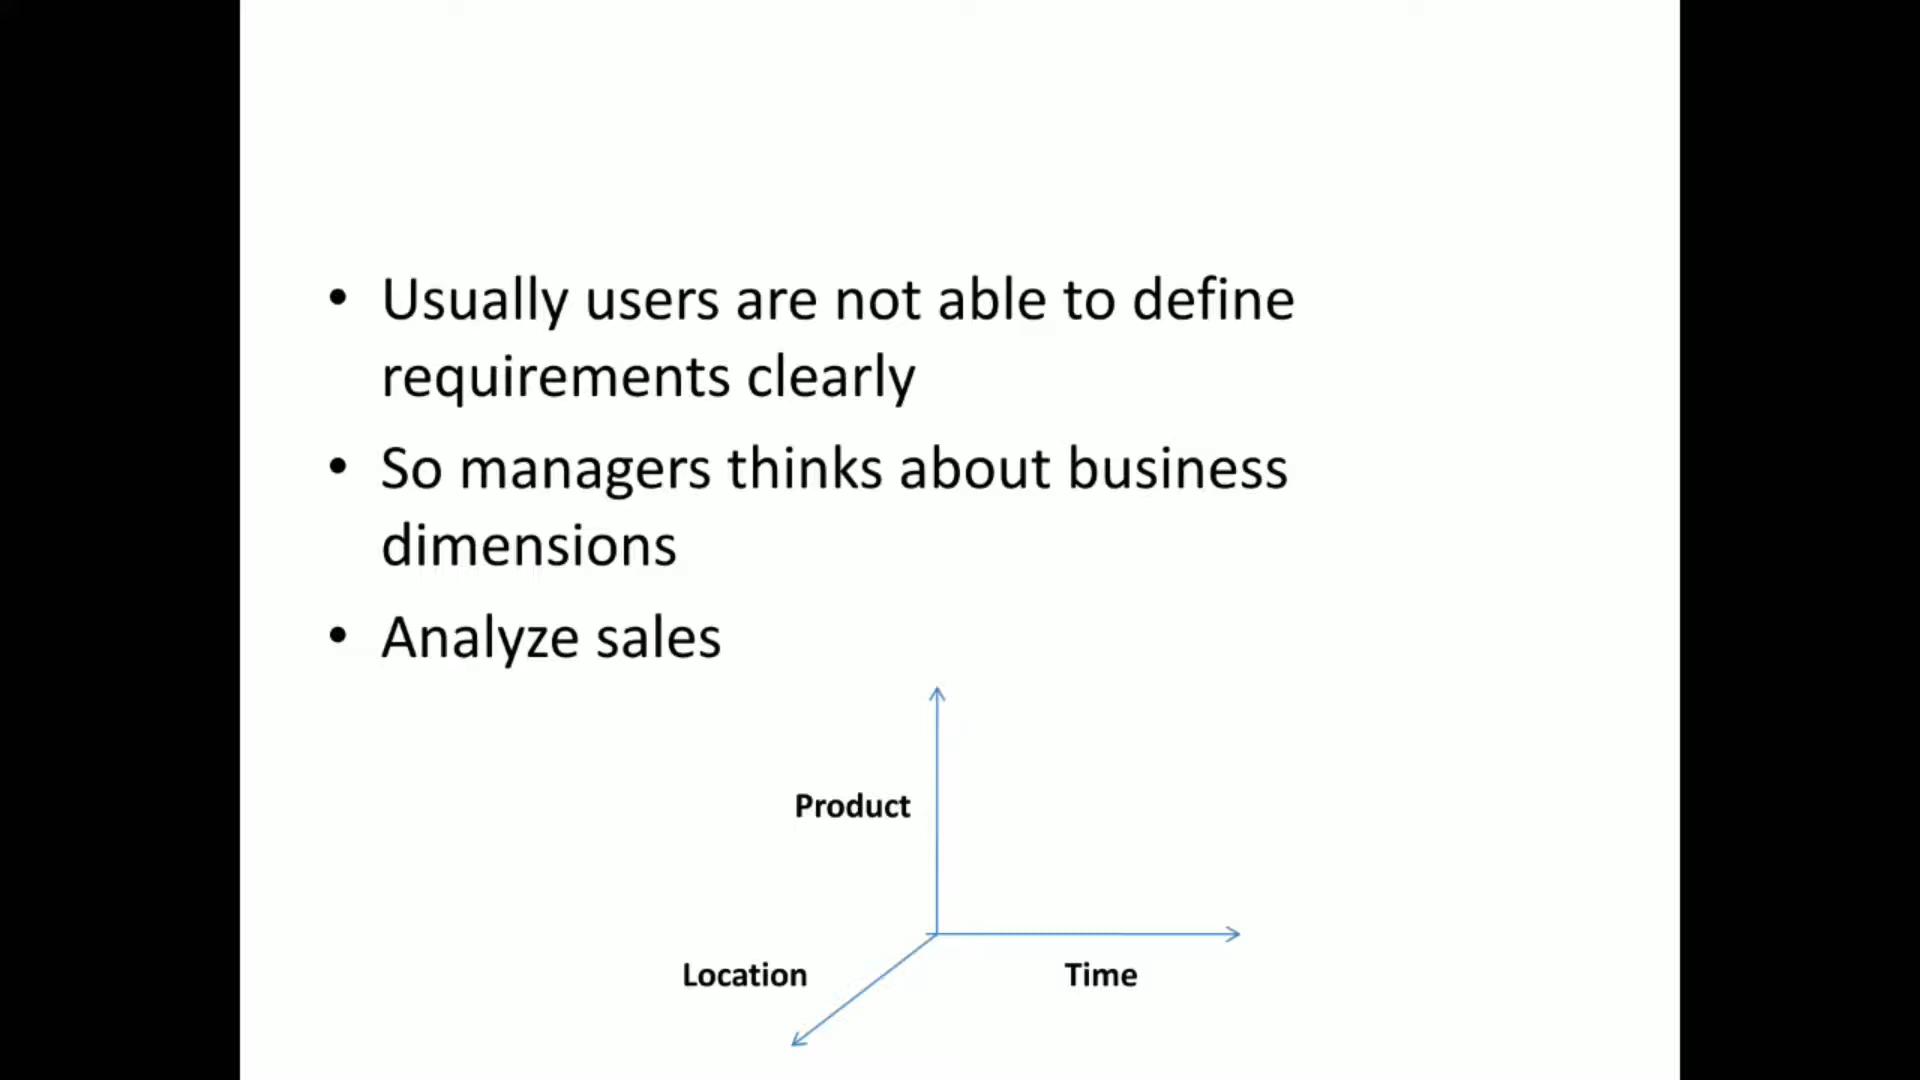 • Usually users are not able to define
requirements clearly
• So managers thinks about business
dimensions
• Analyze sales
Product
Location
Time